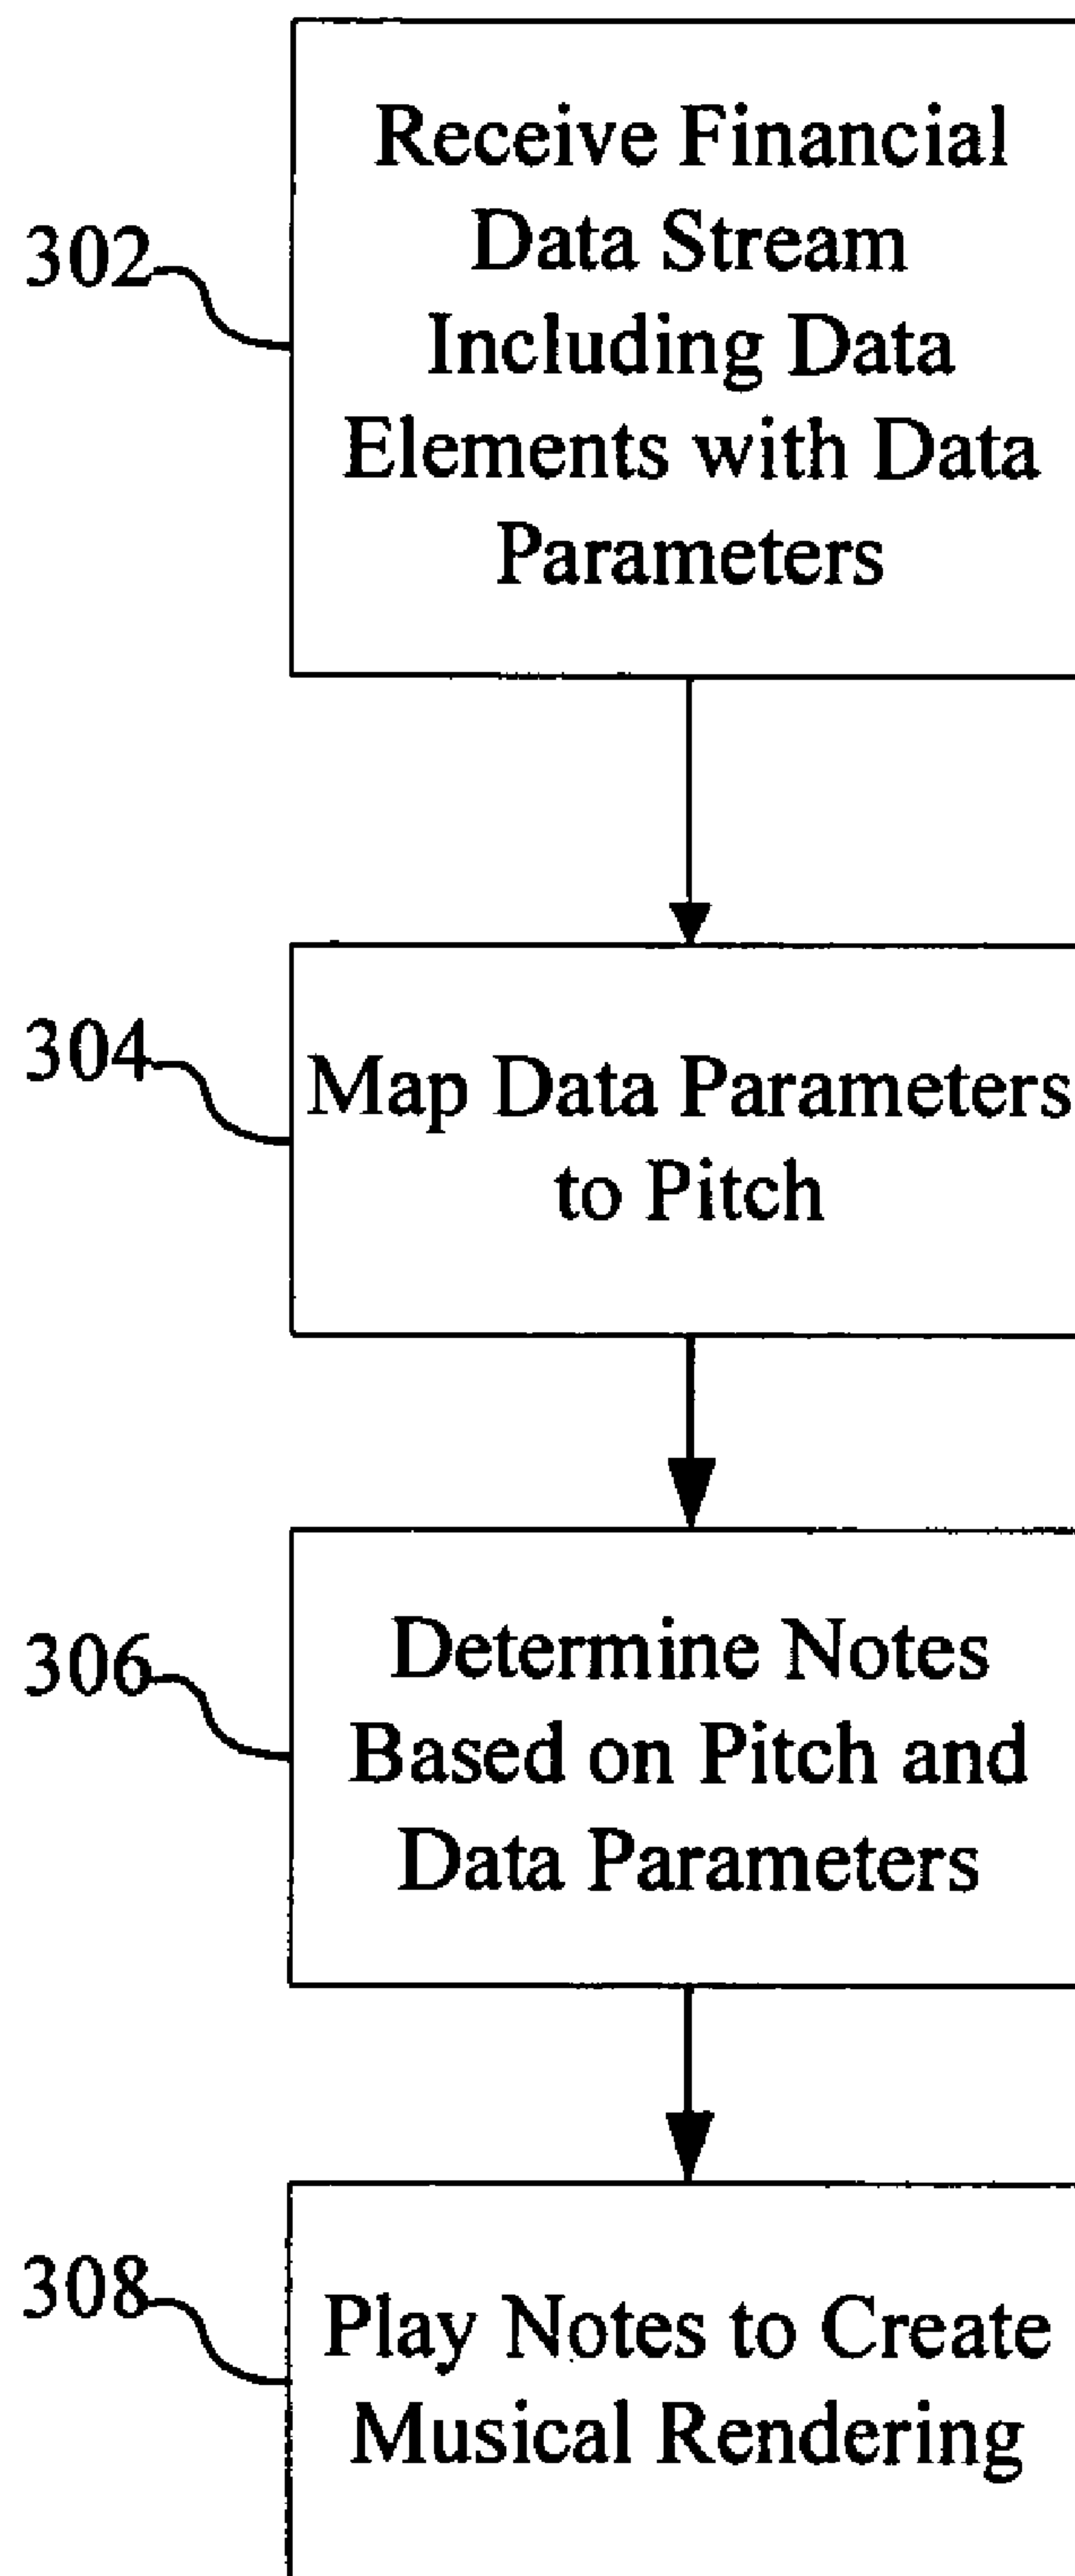 Receive Financial
Data Stream
302
Including Data
Elements with Data
Parameters
304
Map Data Parameters
to Pitch
306
Determine Notes
Based on Pitch and
Data Parameters
308
Play Notes to Create
Musical Rendering